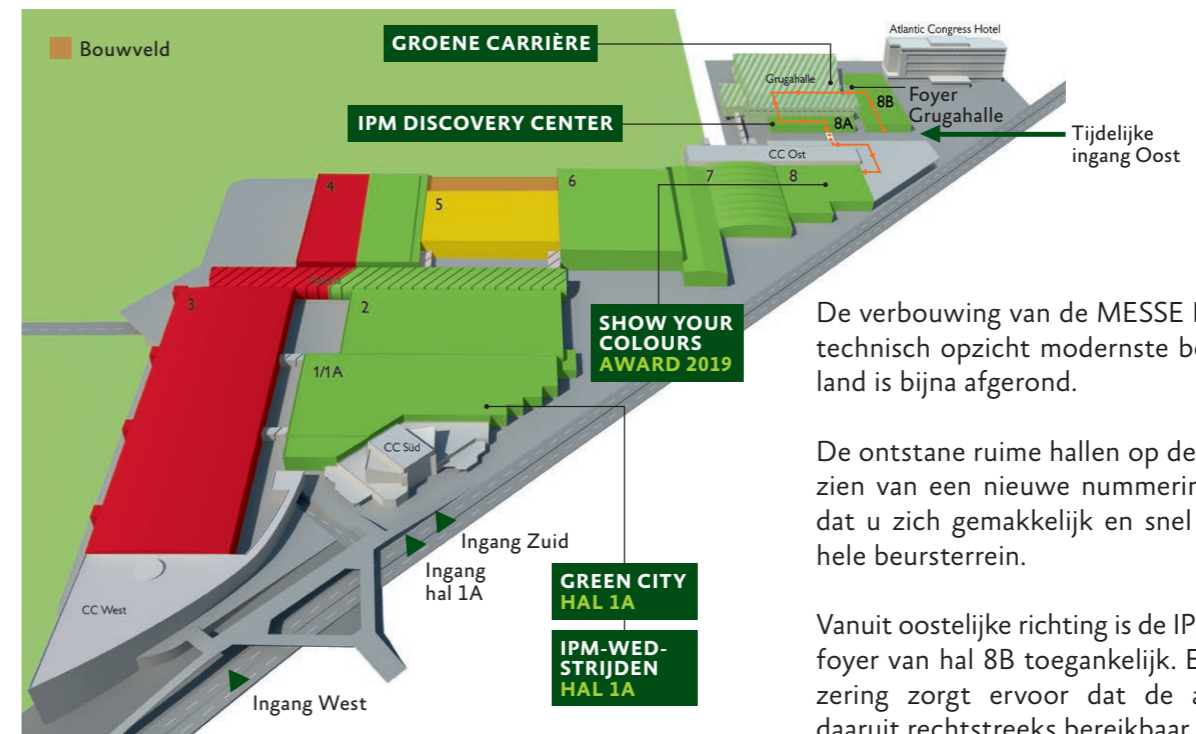 Bouwveld
GROENE CARRIÈRE
IPM DISCOVERY CENTER
Atlantic Congress Hotel
Grugahalle
Foyer
Grugahalle
8B
8A
CC Ost
Tijdelijke
ingang Oost
4
5
6
7
8
3
2
1/1A
CC Süd
CC West
SHOW YOUR
COLOURS
AWARD 2019
Ingang Zuid
Ingang
hal 1A
Ingang West
GREEN CITY
HAL 1A
IPM-WED-
STRIJDEN
HAL 1A
De verbouwing van de MESSE
technisch opzicht modernste
land is bijna afgerond.
De ontstane ruime hallen op de
zien van een nieuwe
dat u zich gemakkelijk en snel
hele beursterrein.
Vanuit oostelijke richting is de
foyer van hal 8B toegankelijk.
zering zorgt ervoor dat de
daaruit rechtstreeks bereikbaar